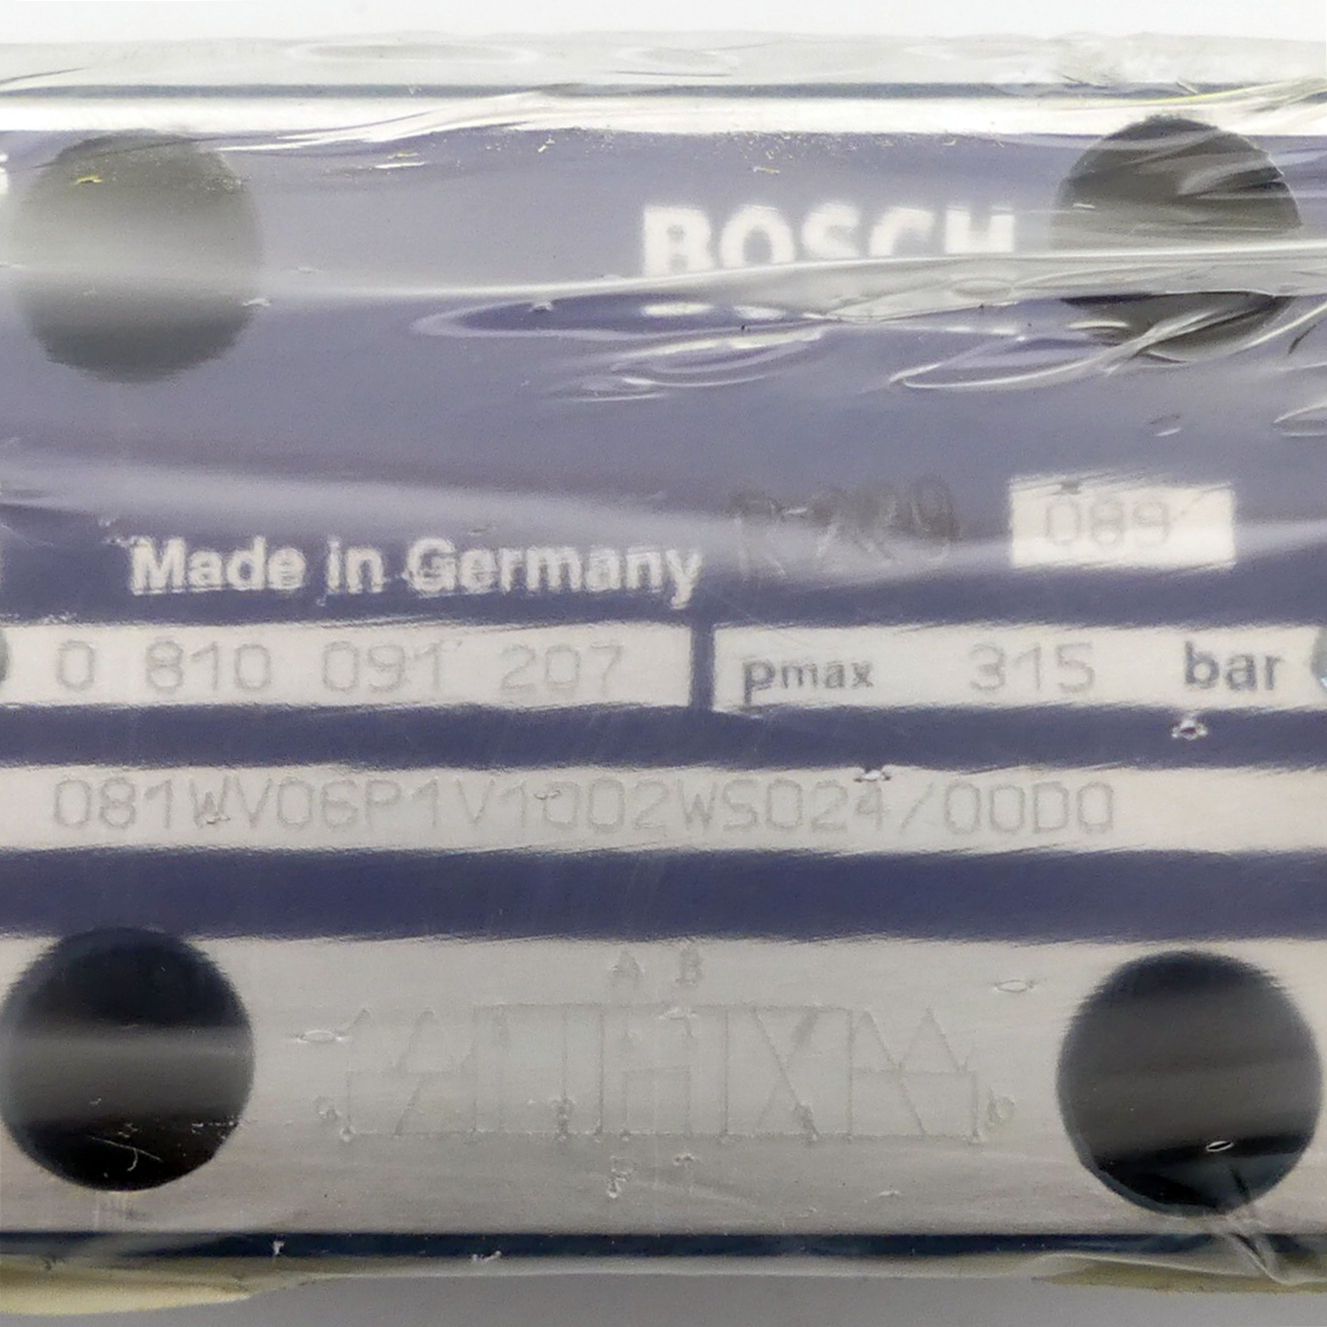 BOSCH
089
Made in Germany
0 810 091 207
pmax 315 bar
081WV06P1V1002WS024/00D0
A B